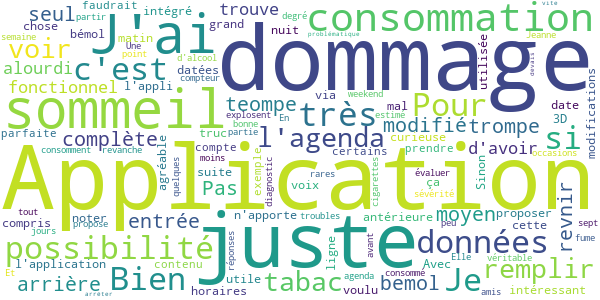 partir
faudrait
intégré
vite
seul
J'ai
trouve
degré
consommation
problématique
Jeanne
semaine
bémol
matin
grand
nuit
chose
Une
point
d'alcool
dommage
utilisée
devais
voir
c'est
datées
compteur
via
weekend
alourdi
l'appli
fonctionnel
explosent
En
mal
date
modifications
sommeil
teompe
très
Pour
bonne
estime
3D
parfaite
truc
partie
modifié
trompe
si
complète
l'agenda
curieuse
d'avoir
consomment
revanche
agréable
compte
certains
prendre
Application
moins
diagnostic
rares
évaluer
ça
Sinon
occasions
quelques
suite
exemple
voix
cigarettes
sévérité
Pas
tout
noter
n'apporte
troubles
antérieure
proposer
sept
compris
jours
propose
entrée
juste
ligne
moyen
peu
cette
revnir
fume
possibilité
réponses
avant
données
Elle
véritable
l'application
contenu
Avec
Et
Bien
utile
tabac
agenda
consommé
Je
remplir
arrière
horaires
voulu
bemol
amis
intéressant
arrêter